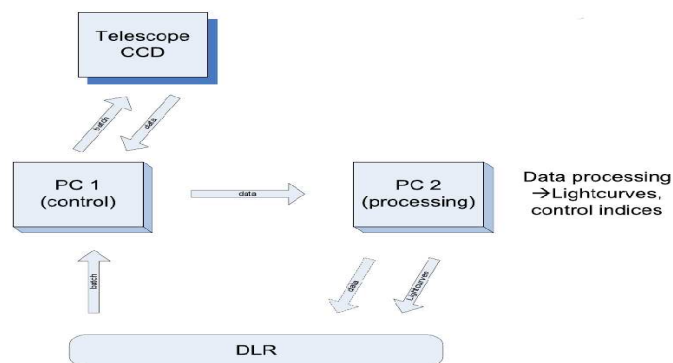 Telescope
CCD
batch
data
PC 1
(control)
data
PC 2
(processing)
Data processing
→Lightcurves,
control indices
batch
data
Lightcurves
DLR